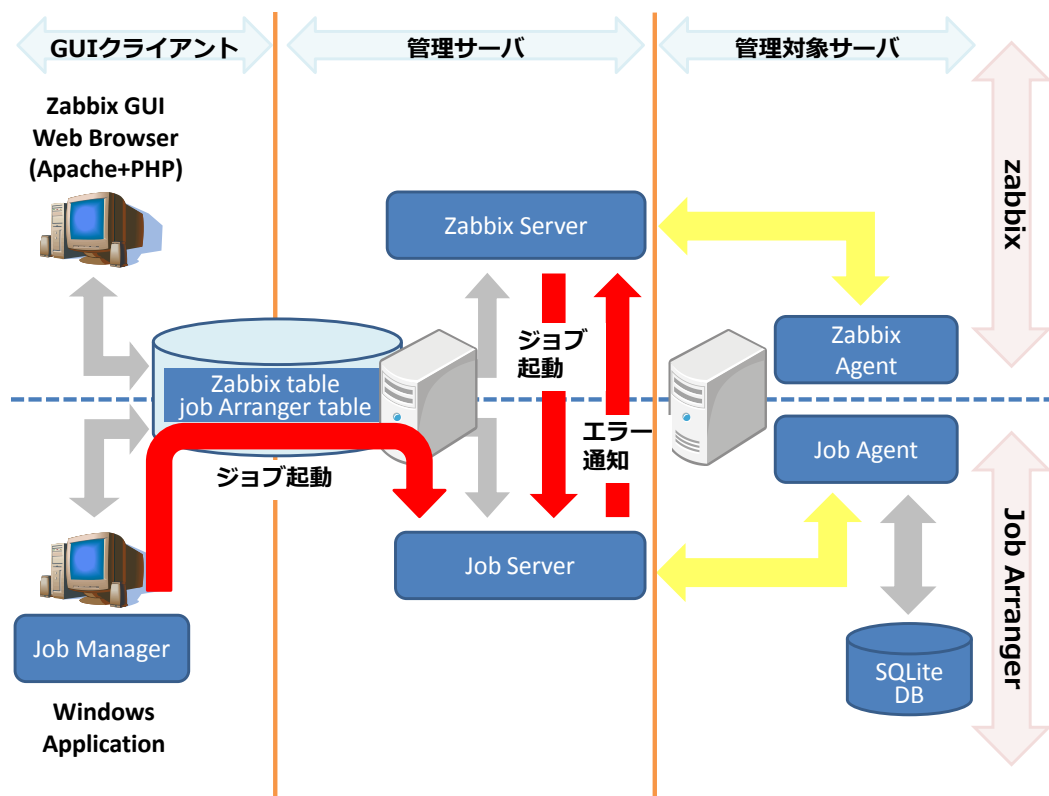 GUIクライアント
管理サーバ
管理対象サーバ
Zabbix GUI
Web Browser
(Apache+PHP)
zabbix
Zabbix Server
ジョブ
起動
Zabbix
Agent
Zabbix table
job Arranger table
エラー
通知
Job Agent
ジョブ起動
Job Server
Job Arranger
Job Manager
SQLite
DB
Windows
Application